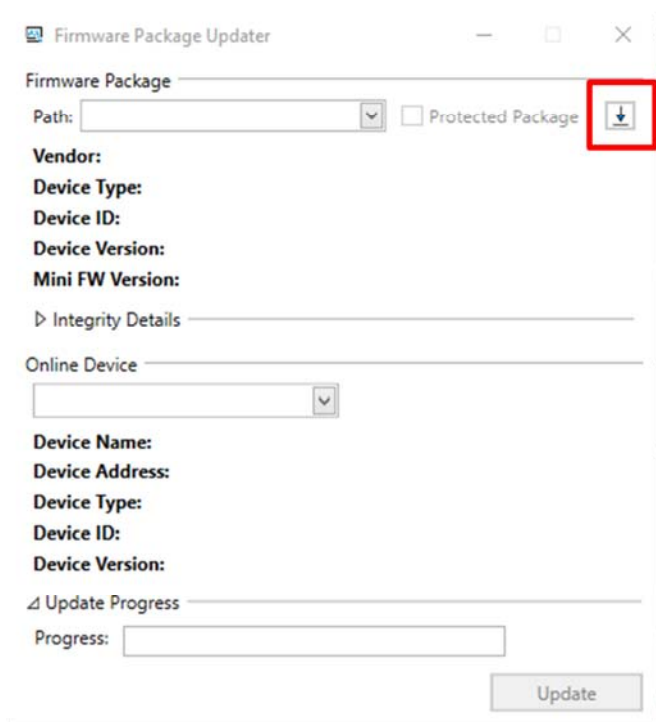 Firmware Package Updater
Firmware Package
Path: Protected Package
Vendor:
Device Type:
Device ID:
Device Version:
Mini FW Version:
Integrity Details
Online Device
Device Name:
Device Address:
Device Type:
Device ID:
Device Version:
Update Progress
Progress:
Update